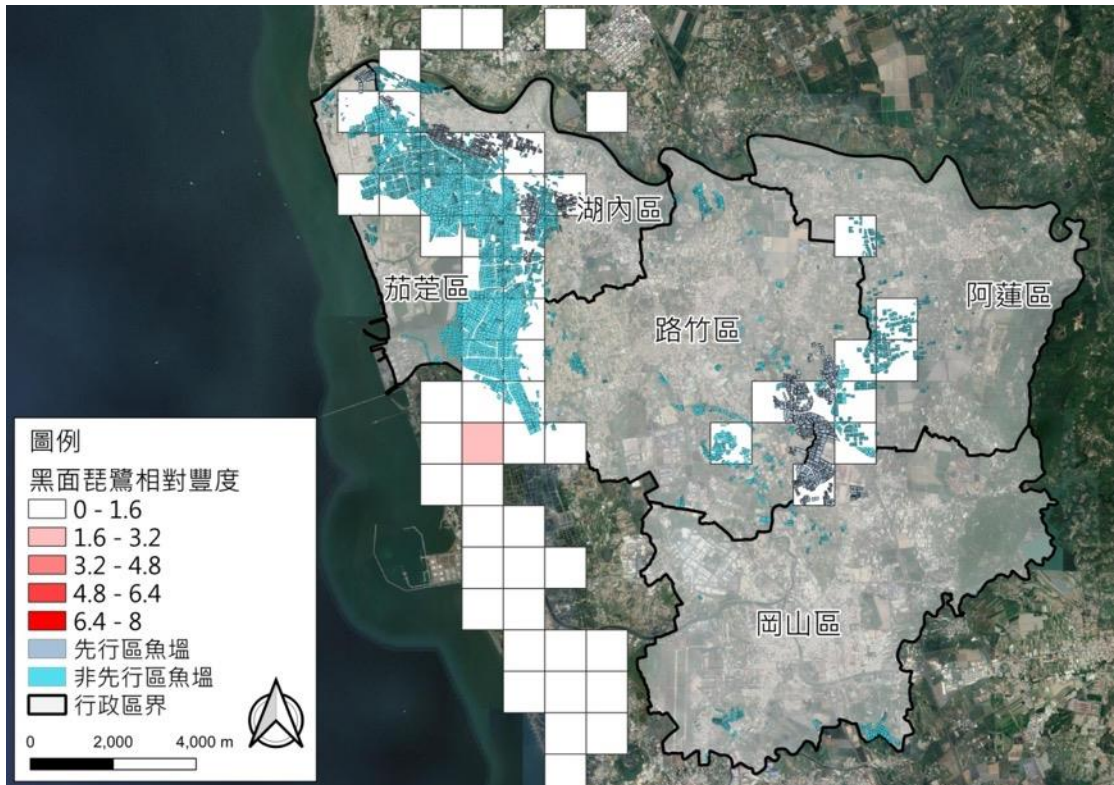 湖內區
茄萣區
路竹區
阿蓮區
岡山區
圖例
黑面琵鷺相對豐度
0 - 1.6
1.6 - 3.2
3.2 - 4.8
4.8 - 6.4
6.4 - 8
先行區魚塭
非先行區魚塭
行政區界
0 2,000 4,000 m